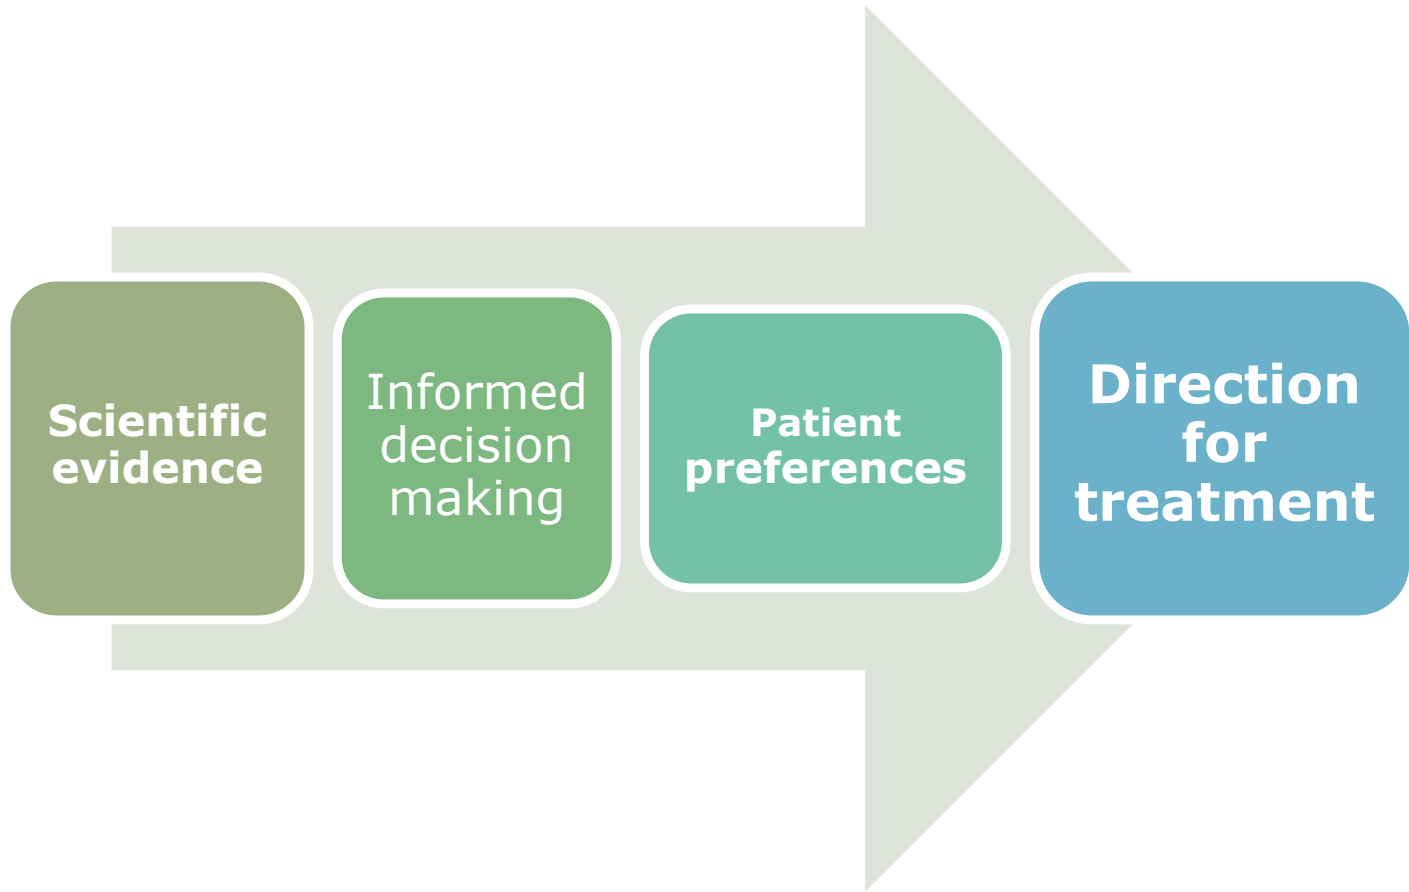 Scientific
evidence
Informed
decision
making
Patient
preferences
Direction
for
treatment